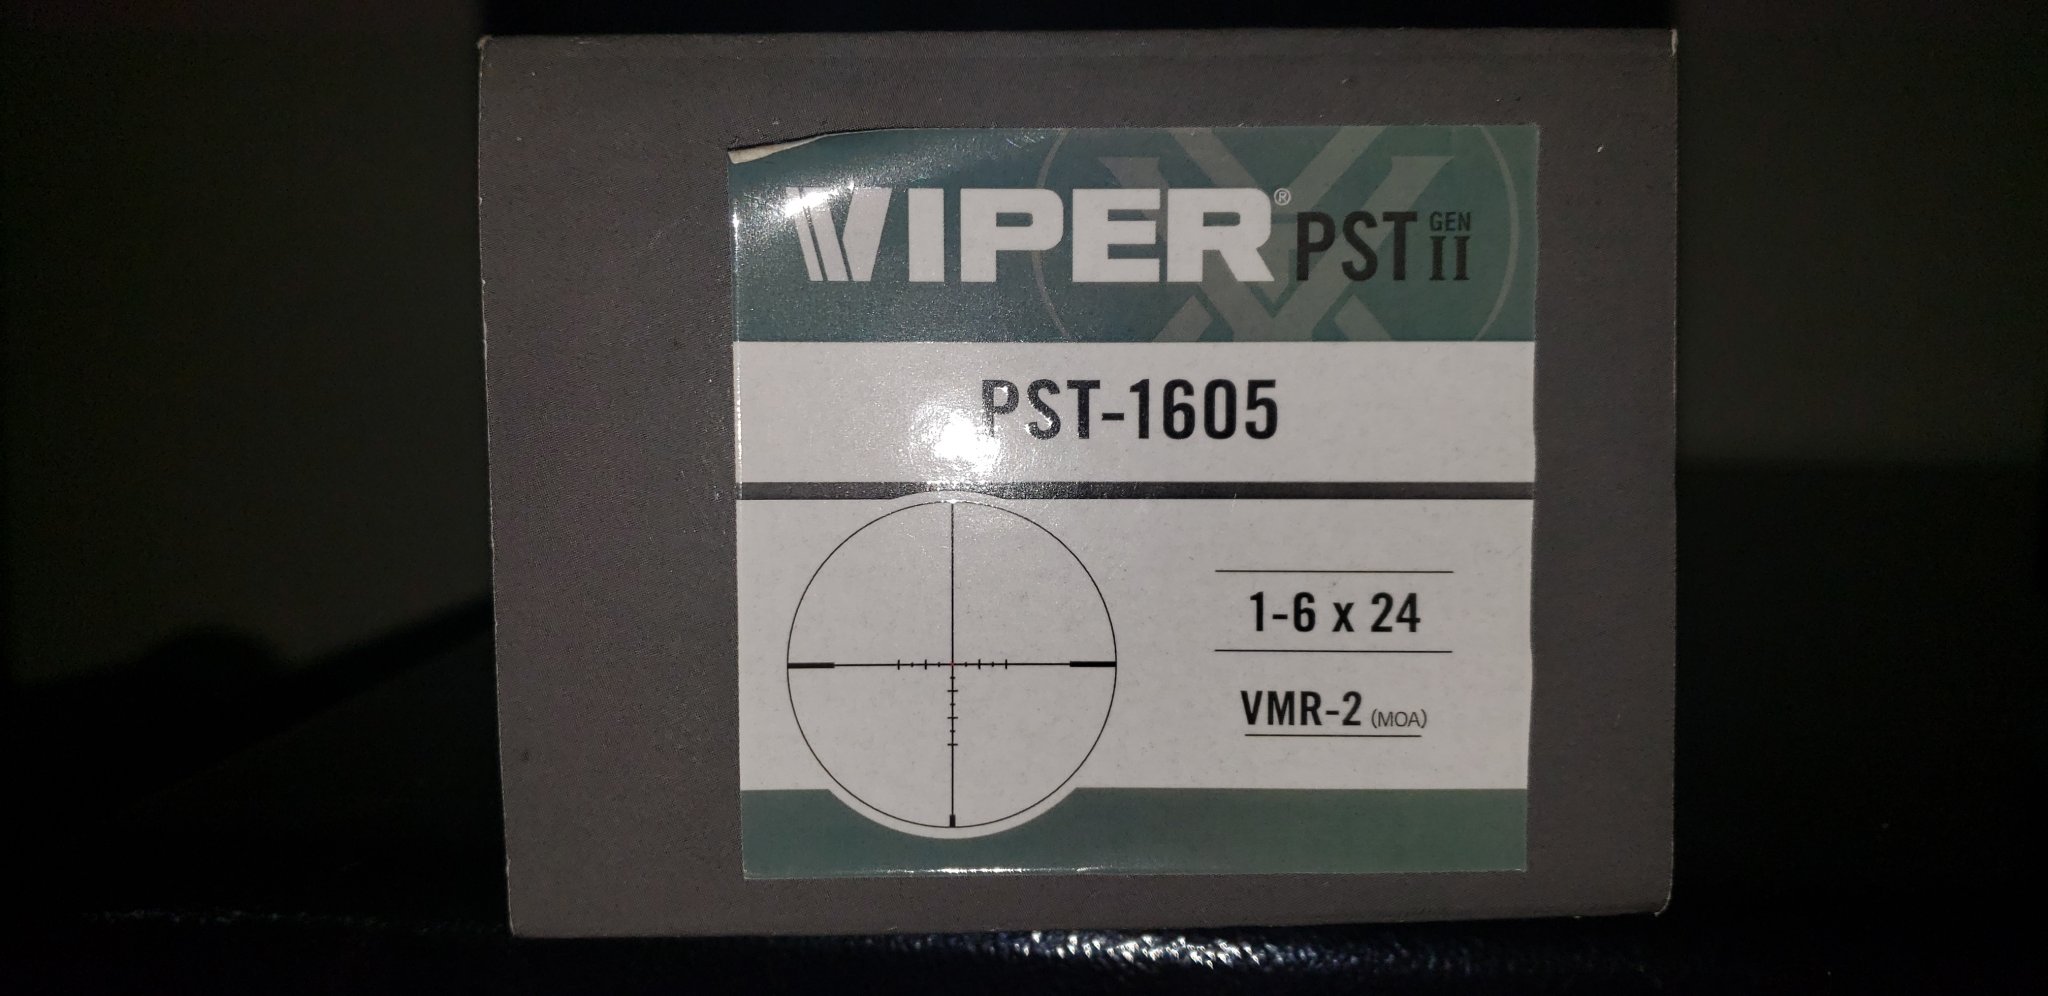 VIPER® PST GEN II
PST-1605
1-6 x 24
VMR-2 (MOA)